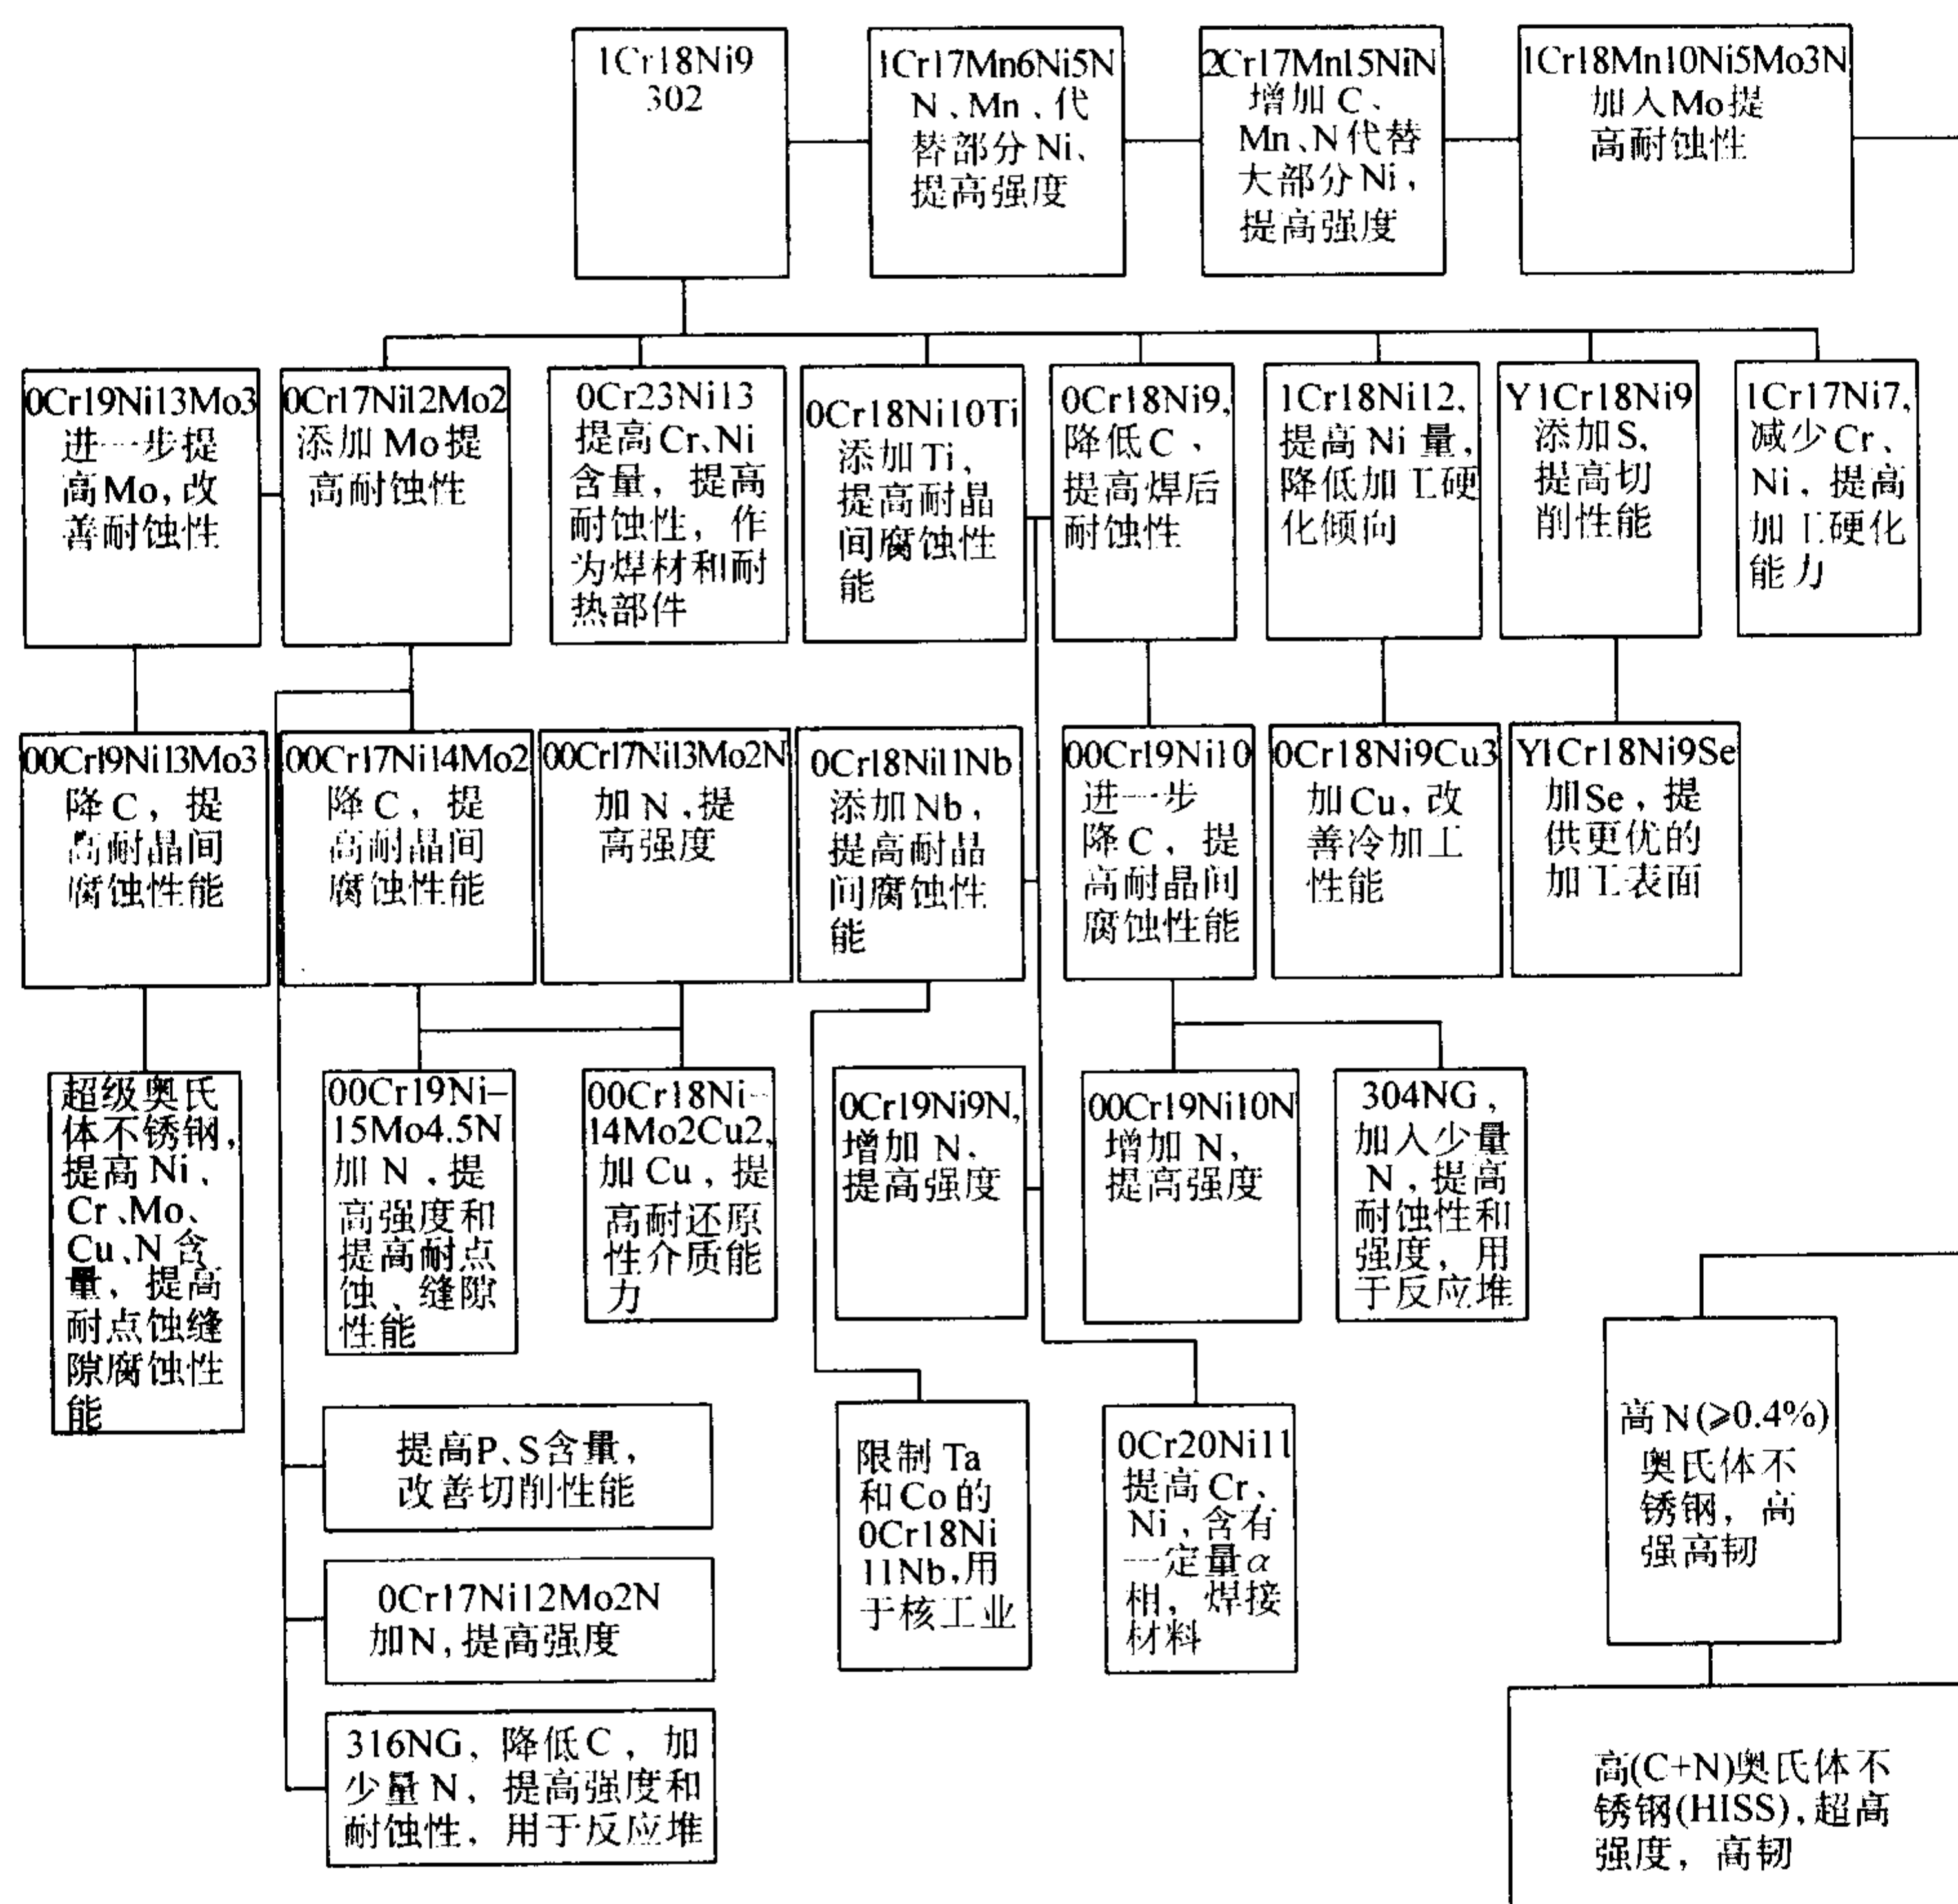 1Cr18Ni9
302
1Cr17Mn6Ni5N
N、Mn、代
替部分Ni、
提高强度
2Cr17Mn15NiN
增加C、
Mn、N代替
大部分Ni,
提高强度
1Cr18Mn10Ni5Mo3N
加入Mo提
高耐蚀性
0Cr19Ni13Mo3
进一步提
高Mo,改
善耐蚀性
0Cr17Ni12Mo2
添加Mo提
高耐蚀性
0Cr23Ni13
提高Cr、Ni
含量，提高
耐蚀性，作
为焊材和耐
热部件
0Cr18Ni10Ti
添加Ti,
提高耐晶
间腐蚀性
能
0Cr18Ni9,
降低C、
提高焊后
耐蚀性
1Cr18Ni12,
提高Ni量,
降低加工硬
化倾向
Y1Cr18Ni9
添加S,
提高切
削性能
1Cr17Ni7,
减少Cr、
Ni，提高
加工硬化
能力
00Cr19Ni13Mo3
降C，提
高耐晶间
腐蚀性能
00Cr17Ni14Mo2
降C，提
高耐晶间
腐蚀性能
00Cr17Ni13Mo2N
加N,提
高强度
0Cr18Ni11Nb
添加Nb,
提高耐晶
间腐蚀性
能
00Cr19Ni10
进一步
降C，提
高耐晶间
腐蚀性能
0Cr18Ni9Cu3
加Cu,改
善冷加工
性能
Y1Cr18Ni9Se
加Se，提
供更优的
加工表面
超级奥氏
体不锈钢,
提高Ni、
Cr、Mo、
Cu、N含
量，提高
耐点蚀缝
隙腐蚀性
能
00Cr19Ni–
15Mo4.5N
加N，提
高强度和
提高耐点
蚀、缝隙
性能
00Cr18Ni–
14Mo2Cu2,
加Cu，提
高耐还原
性介质能
力
0Cr19Ni9N,
增加N、
提高强度
00Cr19Ni10N
增加N、
提高强度
304NG，
加入少量
N，提高
耐蚀性和
强度，用
于反应堆
提高P、S含量，
改善切削性能
0Cr17Ni12Mo2N
加N,提高强度
316NG，降低C，加
少量N，提高强度和
耐蚀性，用于反应堆
限制Ta
和Co的
0Cr18Ni
11Nb,用
于核工业
0Cr20Ni11
提高Cr、
Ni,含有
一定量α
相，焊接
材料
高N(⩾0.4%)
奥氏体不
锈钢，高
强高韧
高(C+N)奥氏体不
锈钢(HISS),超高
强度，高韧